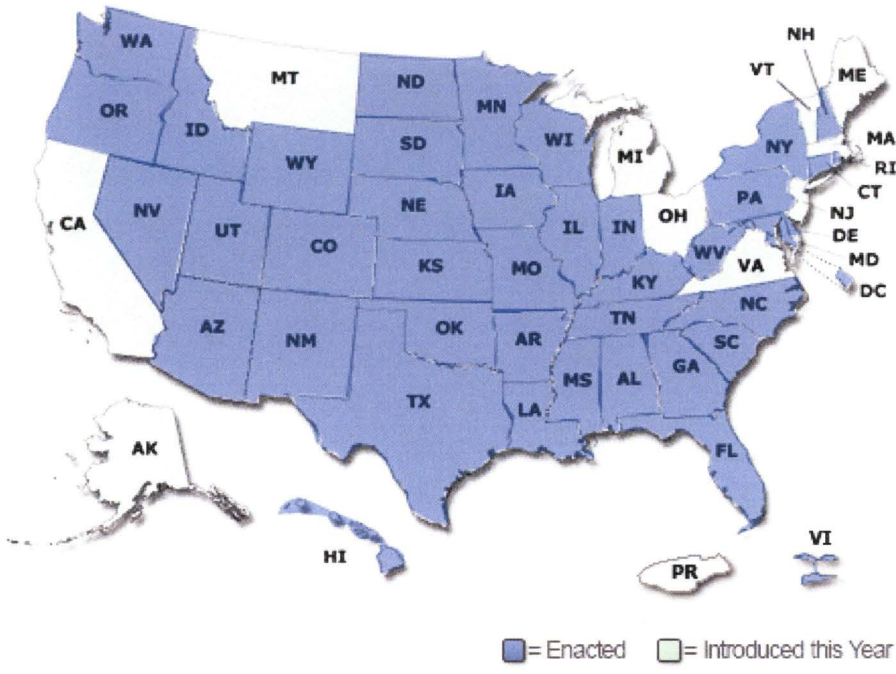 WA
MT
ND
MN
OR
ID
WY
SD
WI
MI
NH
VT
ME
NY
MA
RI
CT
NJ
DE
MD
DC
CA
NV
UT
CO
NE
IA
IL
IN
OH
PA
WV
VA
KS
MO
KY
AZ
NM
OK
AR
TN
NC
SC
TX
LA
MS
AL
GA
FL
AK
HI
PR
VI
= Enacted
= Introduced this Year